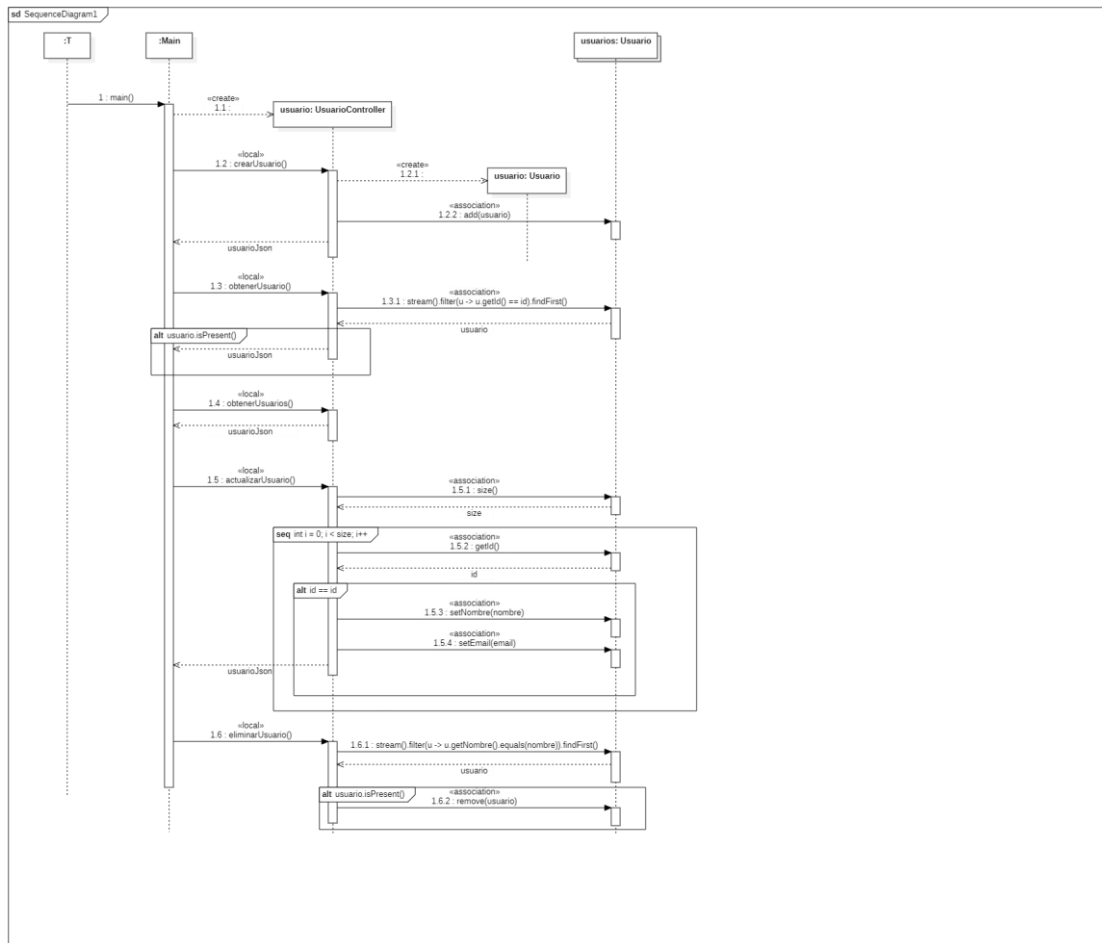 sd SequenceDiagram1
:T
:Main
usuarios: Usuario
1 : main()
«create»
1.1 :
usuario: UsuarioController
«local»
1.2 : crearUsuario()
«create»
1.2.1 :
usuario: Usuario
«association»
1.2.2 : add(usuario)
usuarioJson
«local»
1.3 : obtenerUsuario()
«association»
1.3.1 : stream().filter(u -> u.getId() == id).findFirst()
usuario
alt usuario.isPresent()
usuarioJson
«local»
1.4 : obtenerUsuarios()
usuarioJson
«local»
1.5 : actualizarUsuario()
«association»
1.5.1 : size()
size
seq int i = 0; i < size; i++
«association»
1.5.2 : getId()
id
alt id == id
«association»
1.5.3 : setNombre(nombre)
«association»
1.5.4 : setEmail(email)
usuarioJson
«local»
1.6 : eliminarUsuario()
1.6.1 : stream().filter(u -> u.getNombre().equals(nombre)).findFirst()
usuario
alt usuario.isPresent()
«association»
1.6.2 : remove(usuario)